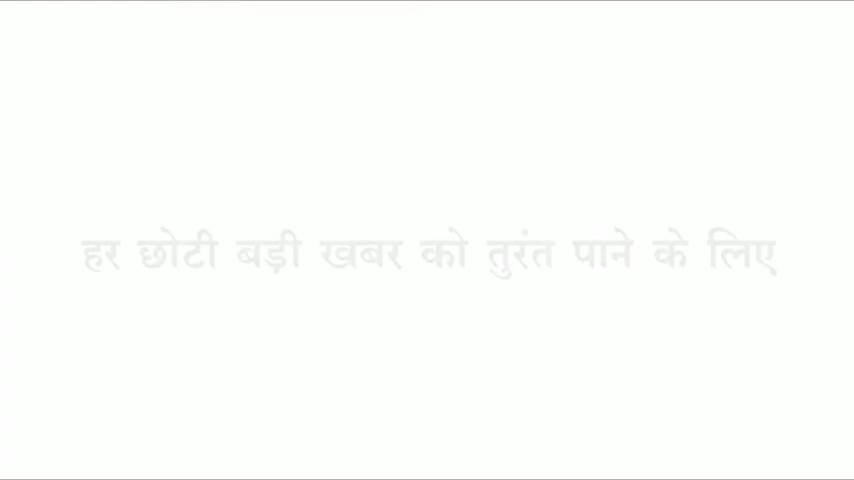 हर छोटी बड़ी खबर को तुरंत पाने के लिए